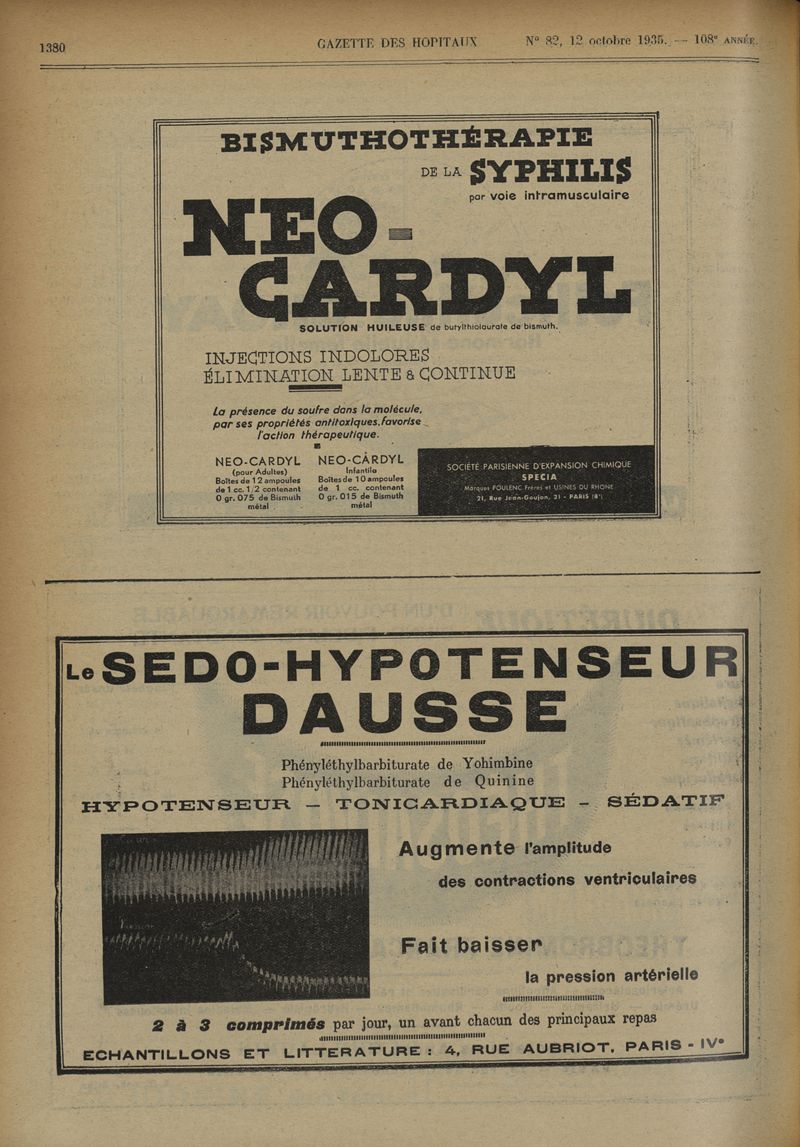 1380
GAZETTE DES HOPITAUX
N° 82, 12 octobre 1935. — 108e ANNÉE.
BISMUTHOTHÉRAPIE
DE LA SYPHILIS
par voie intramusculaire
NEO-
CARDYL
SOLUTION HUILEUSE de butylthiolaurate de bismuth.
INJECTIONS INDOLORES
ÉLIMINATION LENTE & CONTINUE
La présence du soufre dans la molécule,
par ses propriétés antitoxiques, favorise
l'action thérapeutique.
NEO-CARDYL
(pour Adultes)
Boîtes de 12 ampoules
de 1 cc. 1/2 contenant
0 gr. 075 de Bismuth
métal
NEO-CARDYL
Infantile
Boîtes de 10 ampoules
de 1 cc. contenant
0 gr. 015 de Bismuth
métal
SOCIÉTÉ PARISIENNE D'EXPANSION CHIMIQUE
SPECIA
Marques POULENC Frères et USINES DU RHONE
21, Rue Jean-Goujon, 21 - PARIS (8e)
Le SEDO-HYPOTENSEUR
DAUSSE
Phényléthylbarbiturate de Yohimbine
Phényléthylbarbiturate de Quinine
HYPOTENSEUR — TONICARDIAQUE - SÉDATIF
Augmente l'amplitude
des contractions ventriculaires
Fait baisser
la pression artérielle
2 à 3 comprimés par jour, un avant chacun des principaux repas
ECHANTILLONS ET LITTERATURE : 4, RUE AUBRIOT, PARIS - IVe